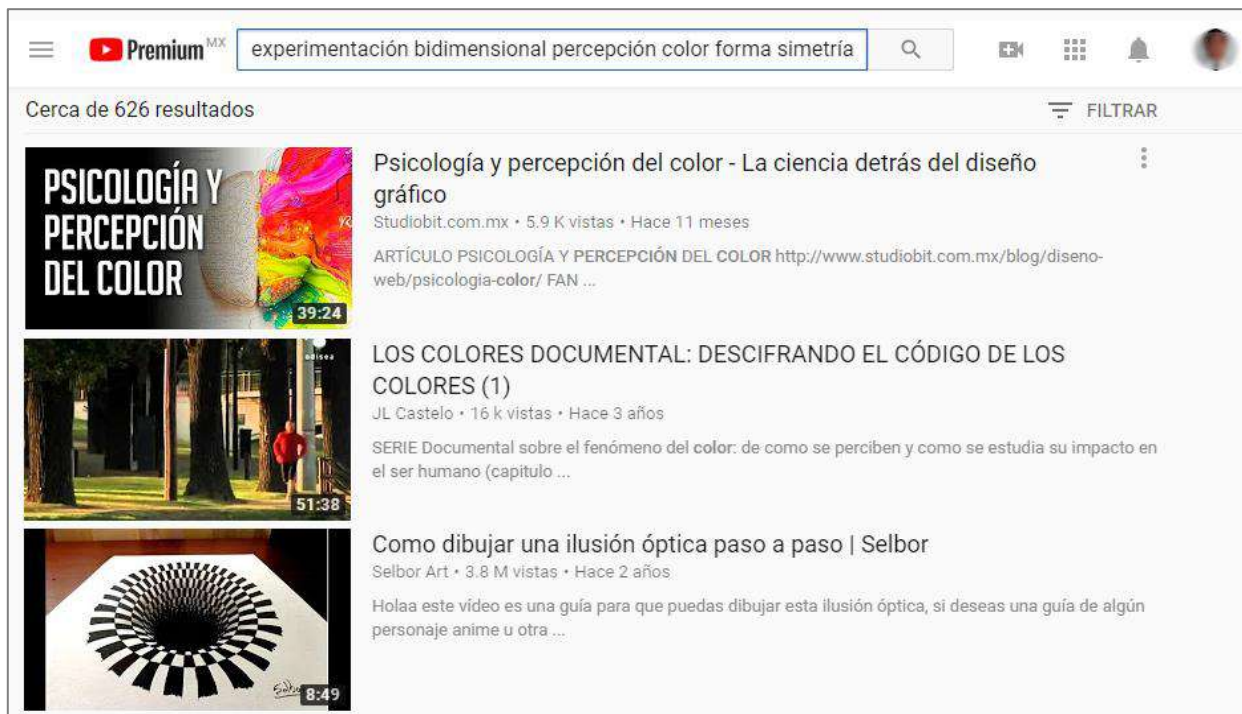 Premium MX experimentación bidimensional percepción color forma simetría
Cerca de 626 resultados
FILTRAR
PSICOLOGÍA Y
PERCEPCIÓN
DEL COLOR
39:24
Psicología y percepción del color - La ciencia detrás del diseño
gráfico
Studiobit.com.mx • 5.9 K vistas • Hace 11 meses
ARTÍCULO PSICOLOGÍA Y PERCEPCIÓN DEL COLOR http://www.studiobit.com.mx/blog/diseno-
web/psicologia-color/ FAN ...
odisea
51:38
LOS COLORES DOCUMENTAL: DESCIFRANDO EL CÓDIGO DE LOS
COLORES (1)
JL Castelo • 16 k vistas • Hace 3 años
SERIE Documental sobre el fenómeno del color: de como se perciben y como se estudia su impacto en
el ser humano (capitulo ...
8:49
Como dibujar una ilusión óptica paso a paso | Selbor
Selbor Art • 3.8 M vistas • Hace 2 años
Holaa este vídeo es una guía para que puedas dibujar esta ilusión óptica, si deseas una guía de algún
personaje anime u otra ...